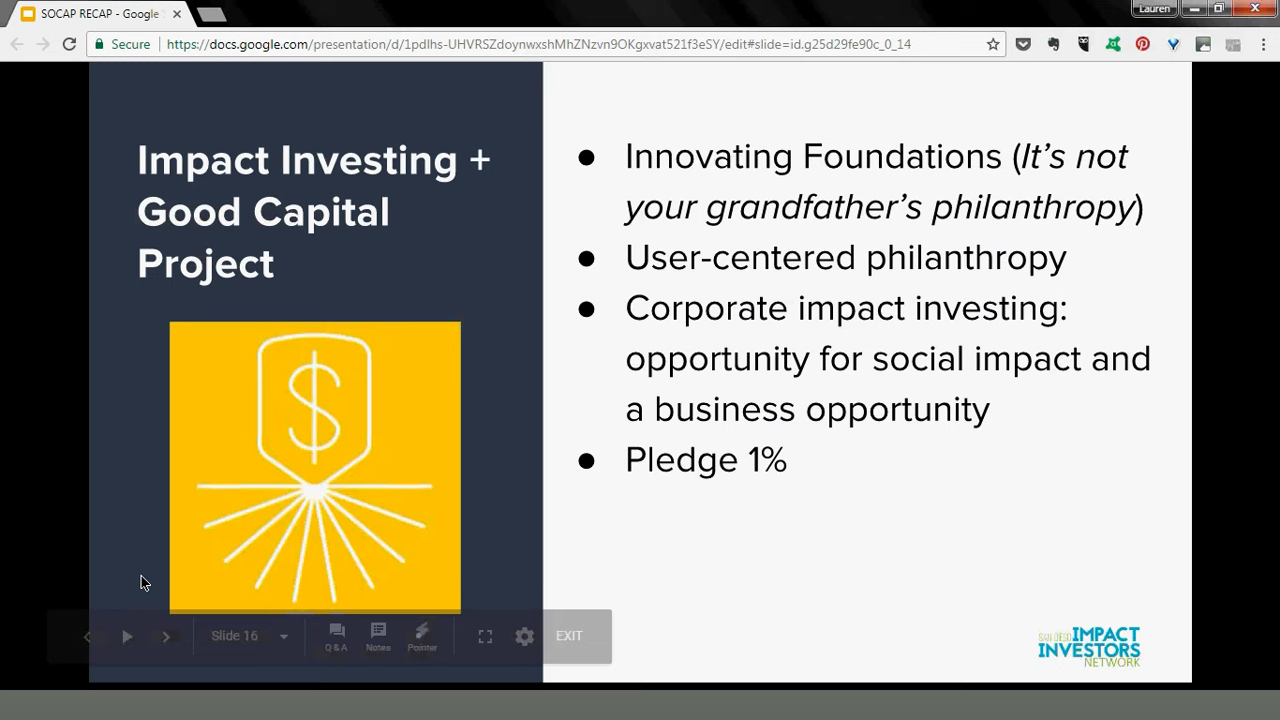 SOCAP RECAP - Google
Lauren
Secure
https://docs.google.com/presentation/d/1pdlhs-UHVRSZdoynwxshMhZNzvn9OKgxvat521f3eSY/edit#slide=id.g25d29fe90c_0_14
Impact Investing +
Good Capital
Project
$
● Innovating Foundations (It’s not
your grandfather’s philanthropy)
● User-centered philanthropy
● Corporate impact investing:
opportunity for social impact and
a business opportunity
● Pledge 1%
Slide 16
Q & A
Notes
Pointer
EXIT
SAN DIEGO IMPACT
INVESTORS
NETWORK